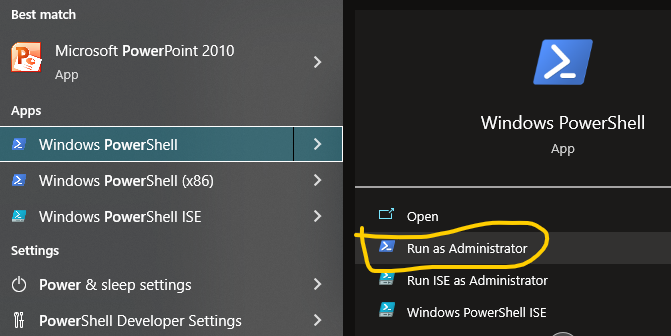 Best match
Microsoft PowerPoint 2010
App
Apps
Windows PowerShell
Windows PowerShell (x86)
Windows PowerShell ISE
Settings
Power & sleep settings
PowerShell Developer Settings
Windows PowerShell
App
Open
Run as Administrator
Run ISE as Administrator
Windows PowerShell ISE